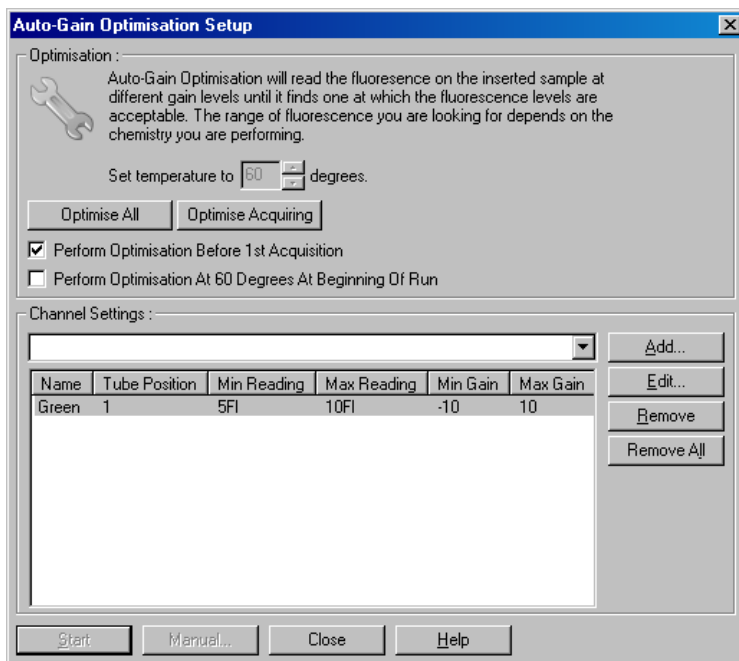 Auto-Gain Optimisation Setup
Optimisation :
Auto-Gain Optimisation will read the fluoresence on the inserted sample at
different gain levels until it finds one at which the fluorescence levels are
acceptable. The range of fluorescence you are looking for depends on the
chemistry you are performing.
Set temperature to 60 degrees.
Optimise All Optimise Acquiring
Perform Optimisation Before 1st Acquisition
Perform Optimisation At 60 Degrees At Beginning Of Run
Channel Settings :
Add...
Name Tube Position Min Reading Max Reading Min Gain Max Gain Edit...
Green 1 5Fl 10Fl -10 10
Remove
Remove All
Start Manual... Close Help